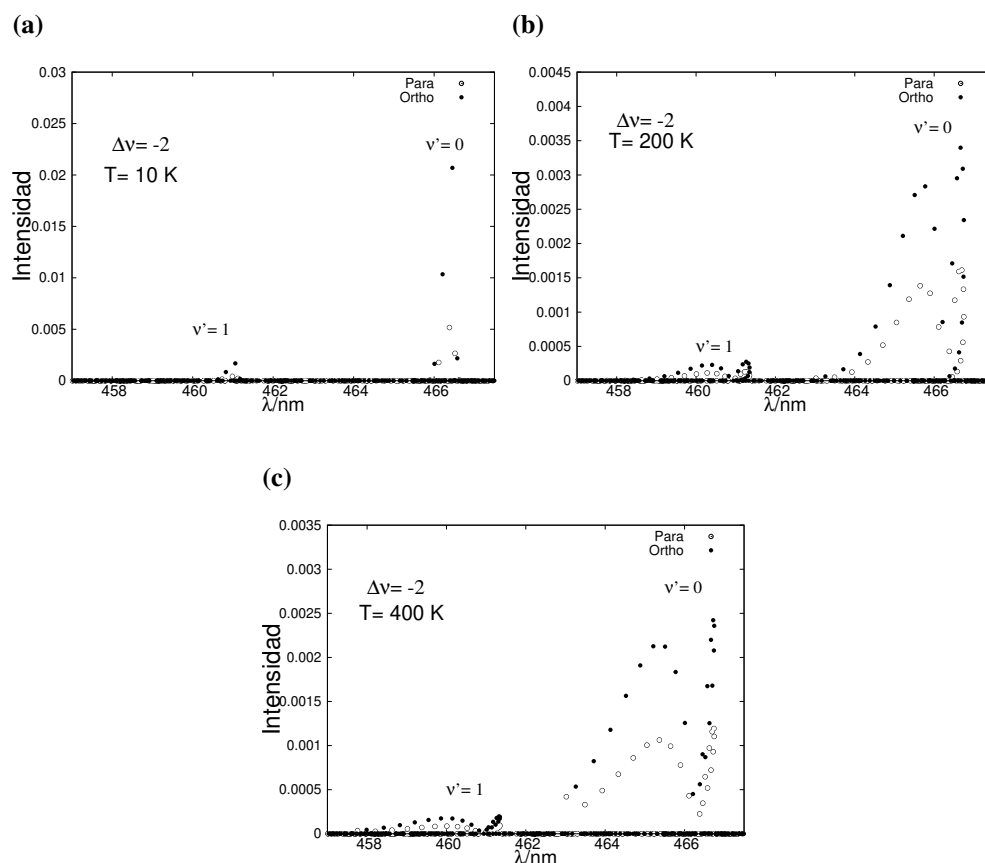 (a)
0.03
0.025
0.02
0.015
0.01
0.005
0
458 460 462 464 466
Intensidad
λ/nm
Para
Ortho
Δν= -2
T= 10 K
ν'= 0
ν'= 1
(b)
0.0045
0.004
0.0035
0.003
0.0025
0.002
0.0015
0.001
0.0005
0
458 460 462 464 466
Intensidad
λ/nm
Para
Ortho
Δν= -2
T= 200 K
ν'= 0
ν'= 1
(c)
0.0035
0.003
0.0025
0.002
0.0015
0.001
0.0005
0
458 460 462 464 466
Intensidad
λ/nm
Para
Ortho
Δν= -2
T= 400 K
ν'= 0
ν'= 1